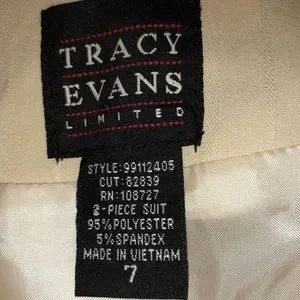 TRACY
EVANS
LIMITED
STYLE: 99112405
CUT: 82839
RN: 108727
2-PIECE SUIT
95% POLYESTER
5% SPANDEX
MADE IN VIETNAM
7